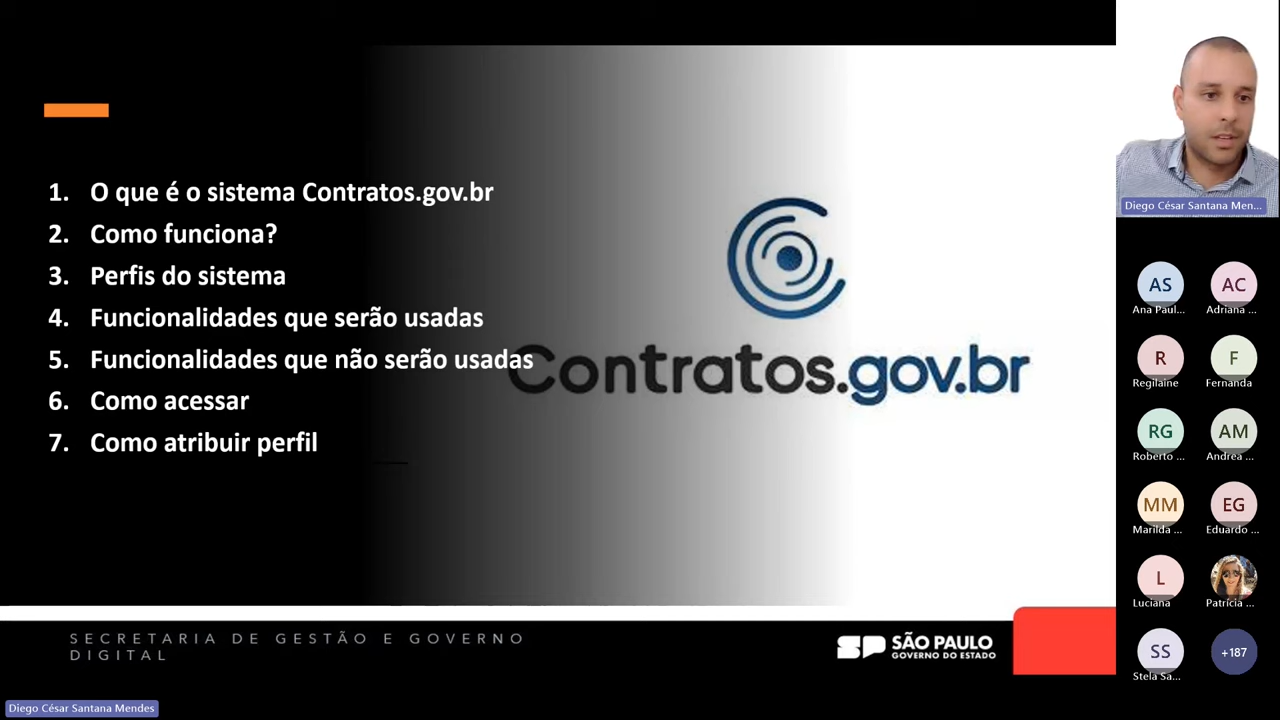 1. O que é o sistema Contratos.gov.br
2. Como funciona?
3. Perfis do sistema
4. Funcionalidades que serão usadas
5. Funcionalidades que não serão usadas
6. Como acessar
7. Como atribuir perfil
Contratos.gov.br
SECRETARIA DE GESTÃO E GOVERNO
DIGITAL
SP SÃO PAULO
GOVERNO DO ESTADO
Diego César Santana Mendes
Diego César Santana Men...
AS AC
Ana Paul... Adriana ...
R F
Regilaine Fernanda
RG AM
Roberto ... Andrea ...
MM EG
Marilda ... Eduardo ...
L
Luciana Patrícia ...
SS +187
Stela Sa...